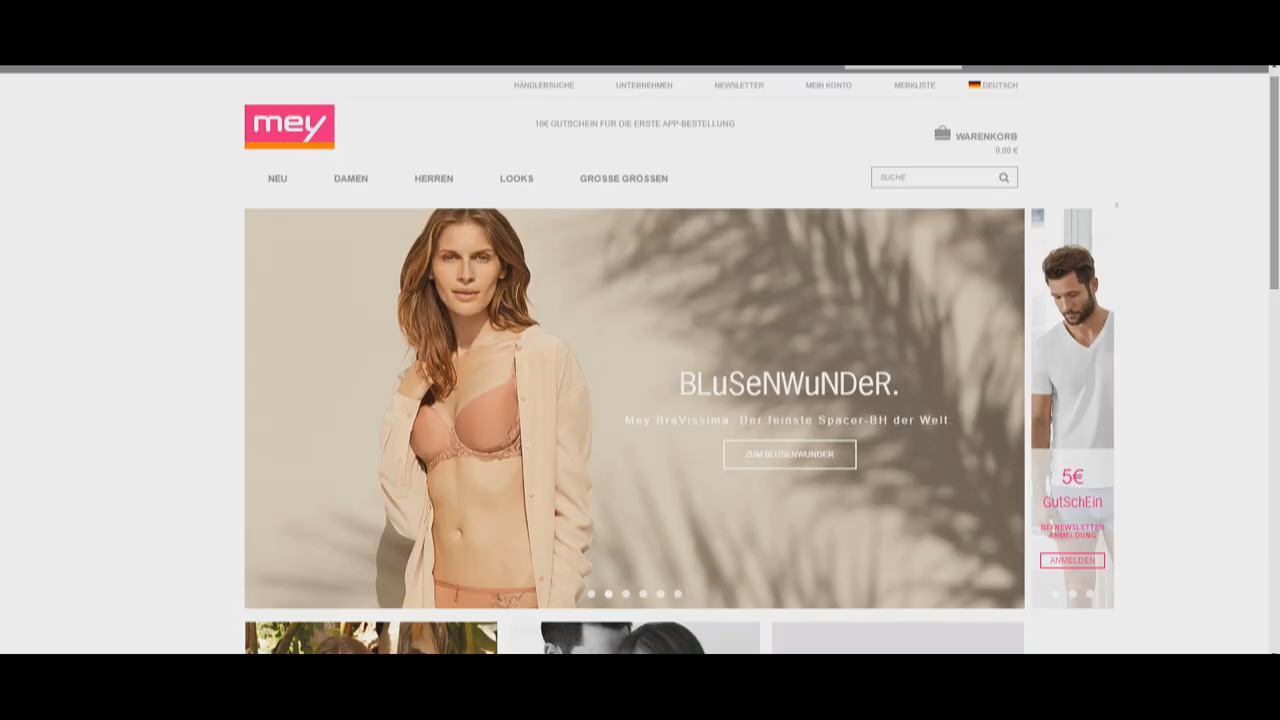 HÄNDLERSUCHE UNTERNEHMEN NEWSLETTER MEIN KONTO MERKLISTE DEUTSCH
mey
10€ GUTSCHEIN FÜR DIE ERSTE APP-BESTELLUNG
WARENKORB
0,00 €
NEU DAMEN HERREN LOOKS GROSSE GRÖSSEN
SUCHE
x
BLuSeNWuNDeR.
Mey BraVissima. Der feinste Spacer-BH der Welt.
ZUM BLUSENWUNDER
5€
GutSchEin
BEI NEWSLETTER
ANMELDUNG
ANMELDEN